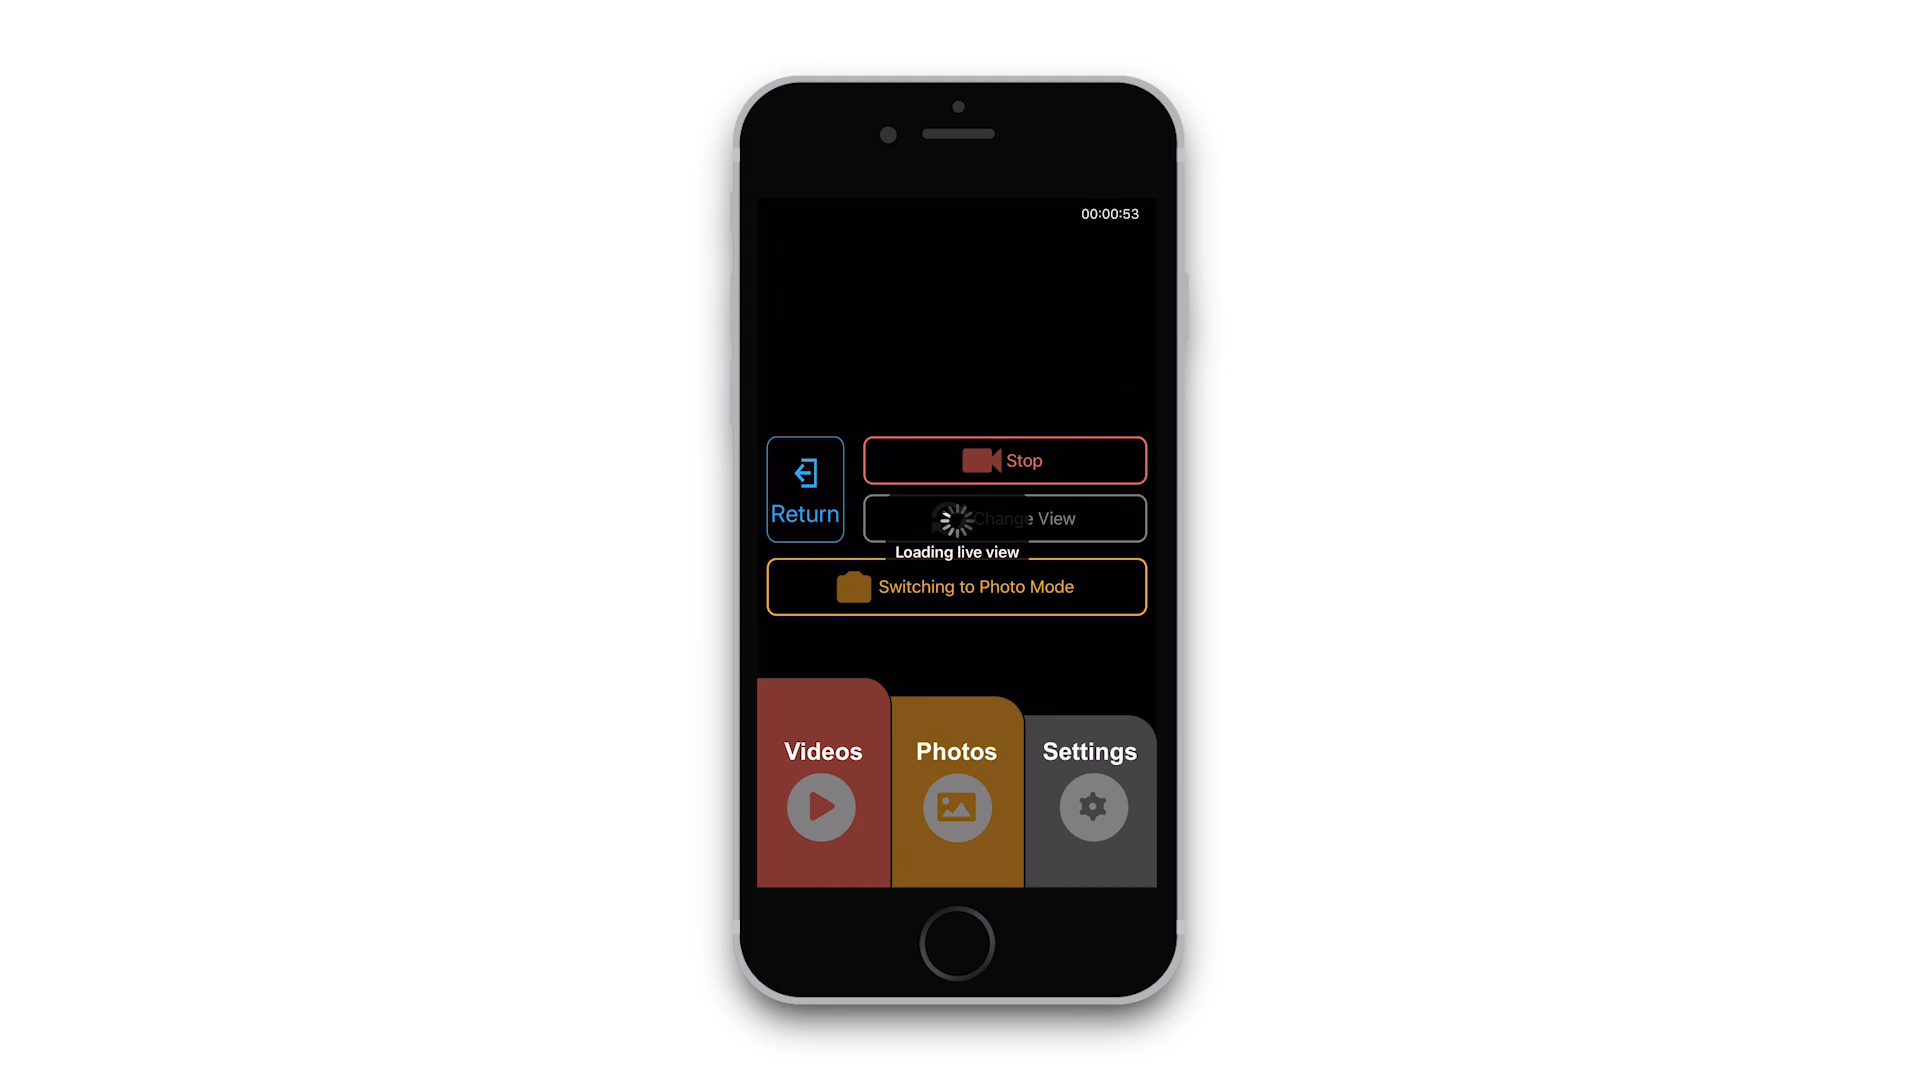 00:00:53
Stop
Return
Change View
Loading live view
Switching to Photo Mode
Videos
Photos
Settings